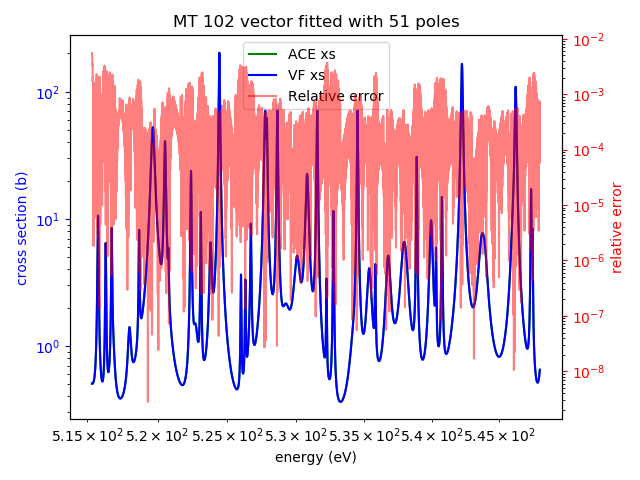 MT 102 vector fitted with 51 poles
ACE xs
VF xs
Relative error
cross section (b)
10²
10¹
10⁰
relative error
10⁻²
10⁻³
10⁻⁴
10⁻⁵
10⁻⁶
10⁻⁷
10⁻⁸
5.15 × 10² 5.2 × 10² 5.25 × 10² 5.3 × 10² 5.35 × 10² 5.4 × 10² 5.45 × 10²
energy (eV)